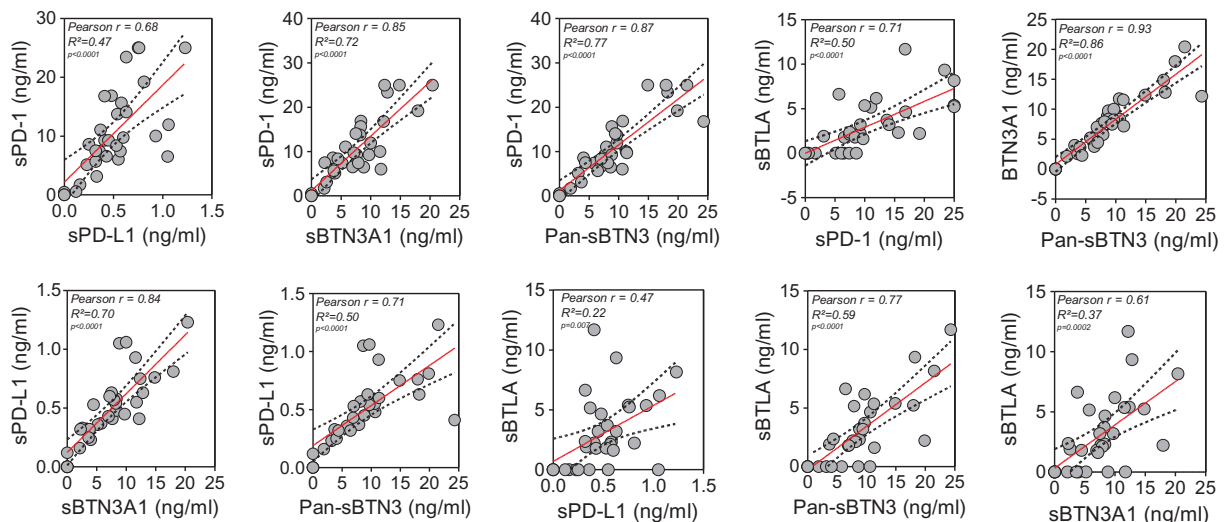 Pearson r = 0.68
R²=0.47
p<0.0001
30
20
10
0
0.0
0.5
1.0
1.5
sPD-1 (ng/ml)
sPD-L1 (ng/ml)
Pearson r = 0.85
R²=0.72
p<0.0001
40
30
20
10
0
0
5
10
15
20
25
sPD-1 (ng/ml)
sBTN3A1 (ng/ml)
Pearson r = 0.87
R²=0.77
p<0.0001
40
30
20
10
0
0
5
10
15
20
25
sPD-1 (ng/ml)
Pan-sBTN3 (ng/ml)
Pearson r = 0.71
R²=0.50
p<0.0001
15
10
5
0
-5
5
10
15
20
25
sBTLA (ng/ml)
sPD-1 (ng/ml)
Pearson r = 0.93
R²=0.86
p<0.0001
25
20
15
10
5
0
-5
5
10
15
20
25
BTN3A1 (ng/ml)
Pan-sBTN3 (ng/ml)
Pearson r = 0.84
R²=0.70
p<0.0001
1.5
1.0
0.5
0.0
0
5
10
15
20
25
sPD-L1 (ng/ml)
sBTN3A1 (ng/ml)
Pearson r = 0.71
R²=0.50
p<0.0001
1.5
1.0
0.5
0.0
0
5
10
15
20
25
sPD-L1 (ng/ml)
Pan-sBTN3 (ng/ml)
Pearson r = 0.47
R²=0.22
p=0.007
15
10
5
0
0.0
0.5
1.0
1.5
sBTLA (ng/ml)
sPD-L1 (ng/ml)
Pearson r = 0.77
R²=0.59
p<0.0001
15
10
5
0
0
5
10
15
20
25
sBTLA (ng/ml)
Pan-sBTN3 (ng/ml)
Pearson r = 0.61
R²=0.37
p=0.0002
15
10
5
0
0
5
10
15
20
25
sBTLA (ng/ml)
sBTN3A1 (ng/ml)